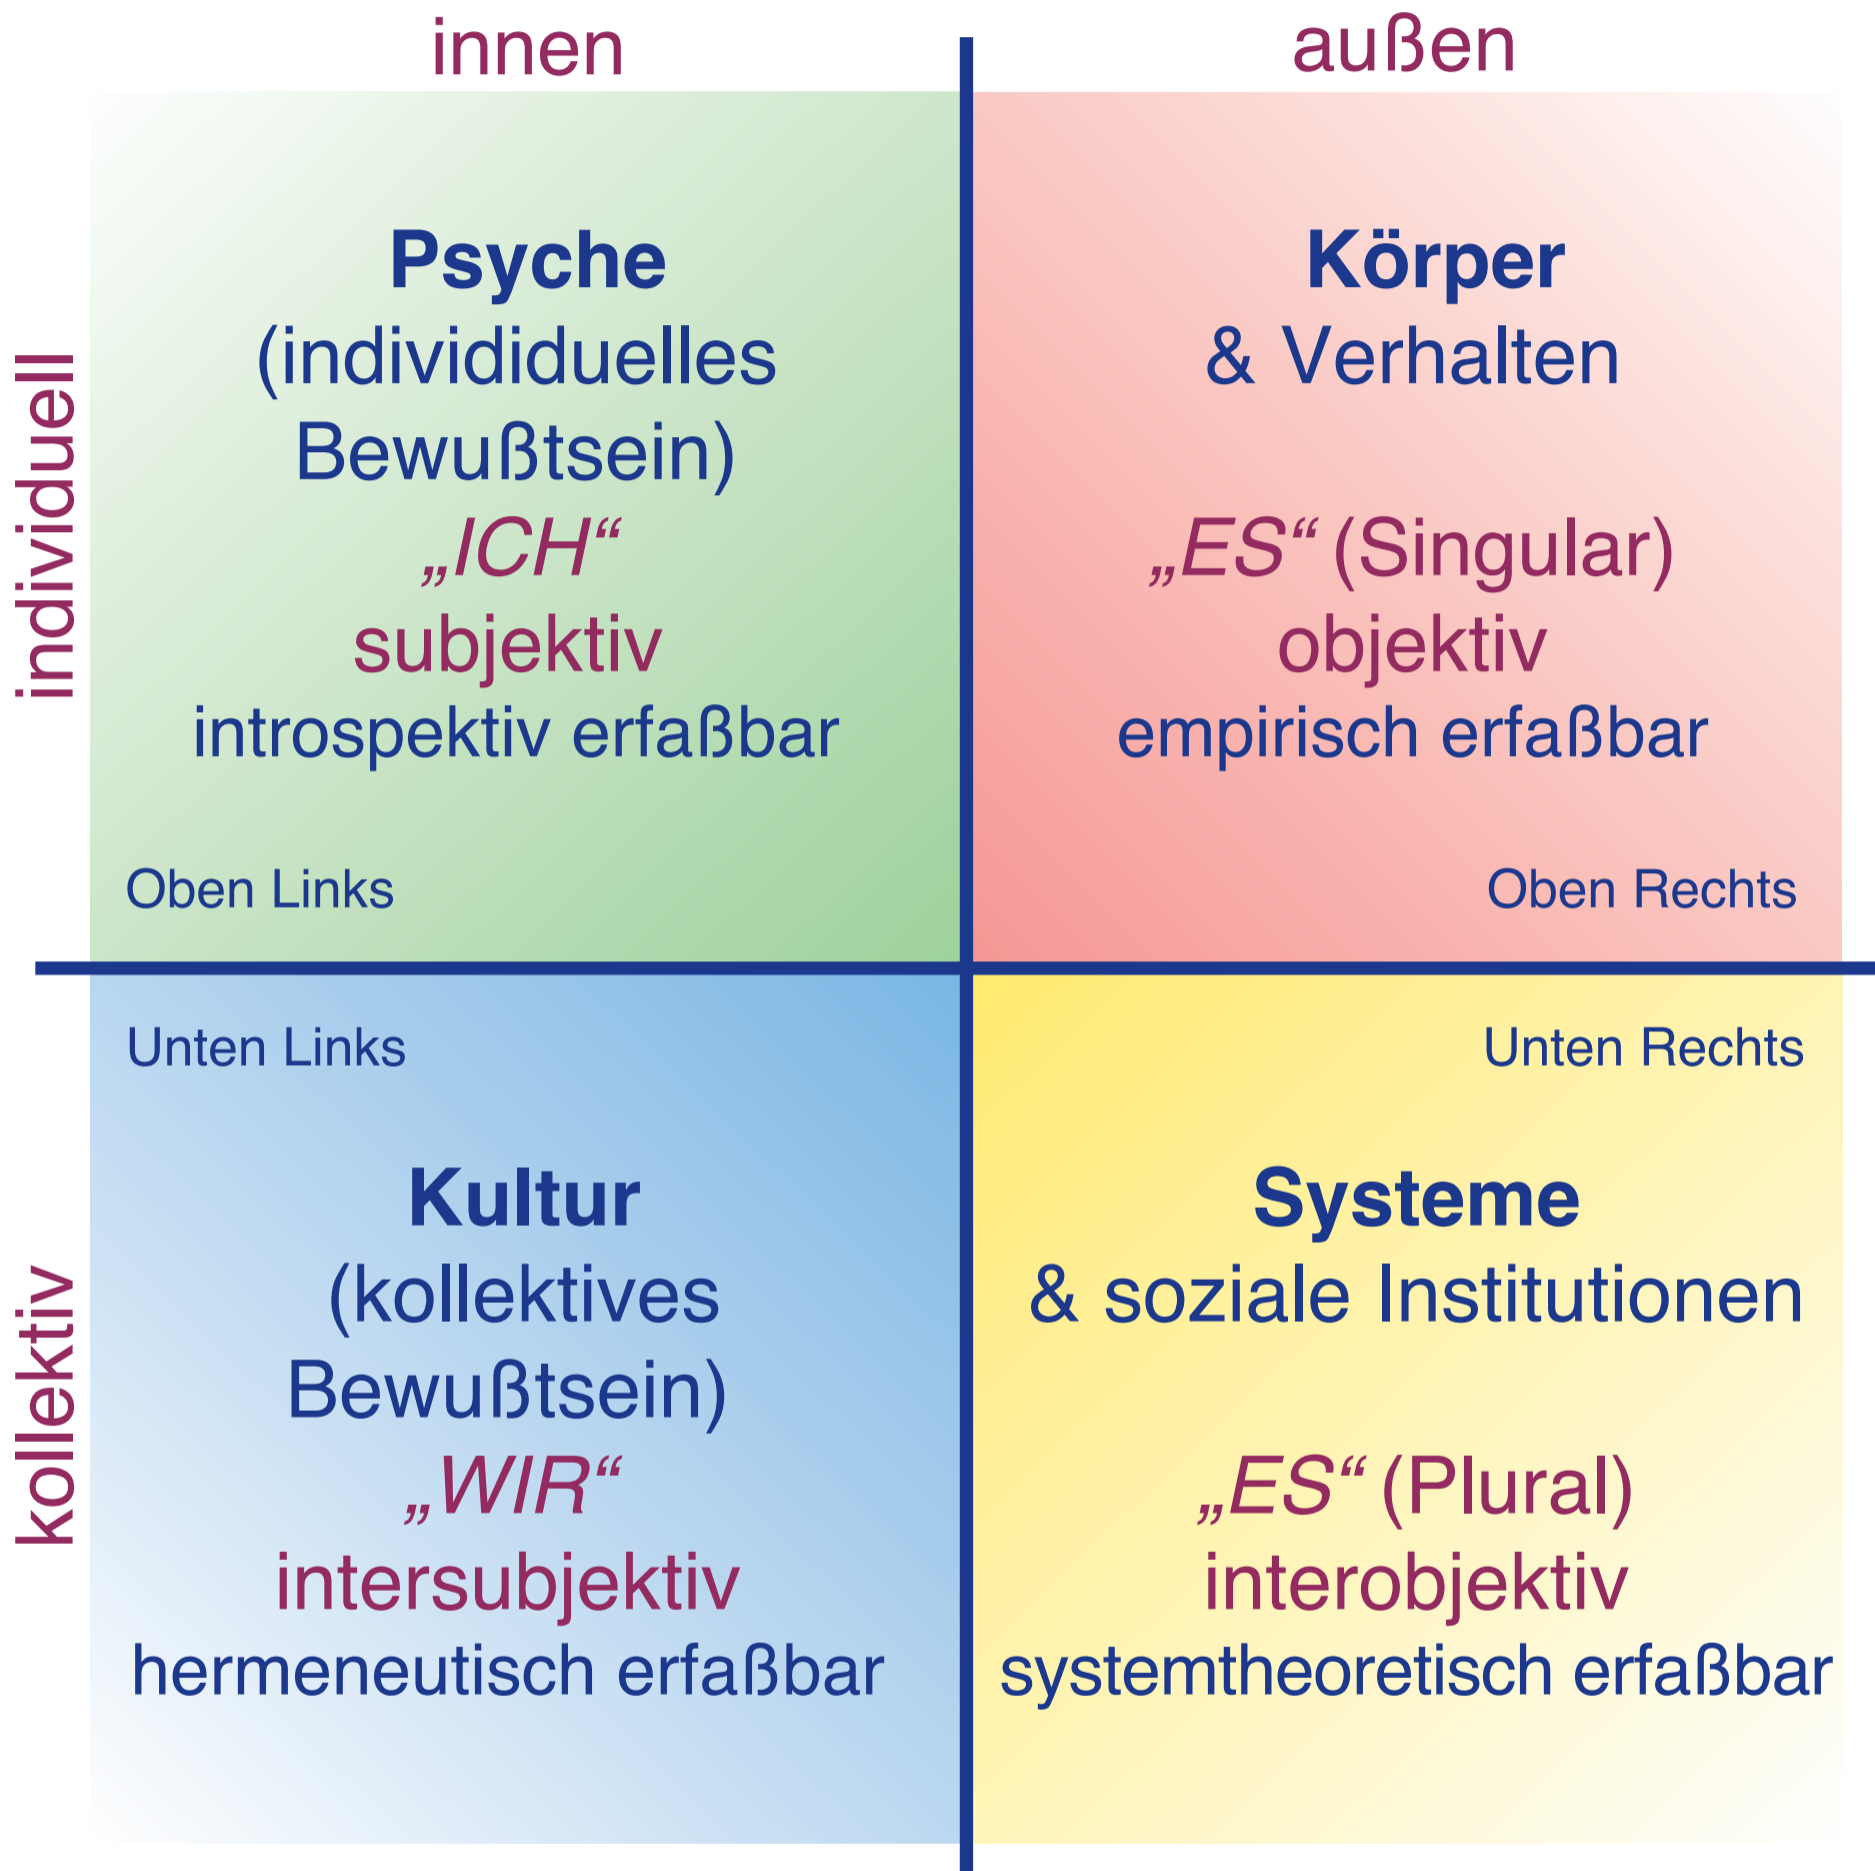 innen
außen
individuell
Psyche
(individiduelles
Bewußtsein)
„ICH“
subjektiv
introspektiv erfaßbar
Oben Links
Körper
& Verhalten
„ES“ (Singular)
objektiv
empirisch erfaßbar
Oben Rechts
kollektiv
Unten Links
Kultur
(kollektives
Bewußtsein)
„WIR“
intersubjektiv
hermeneutisch erfaßbar
Unten Rechts
Systeme
& soziale Institutionen
„ES“ (Plural)
interobjektiv
systemtheoretisch erfaßbar